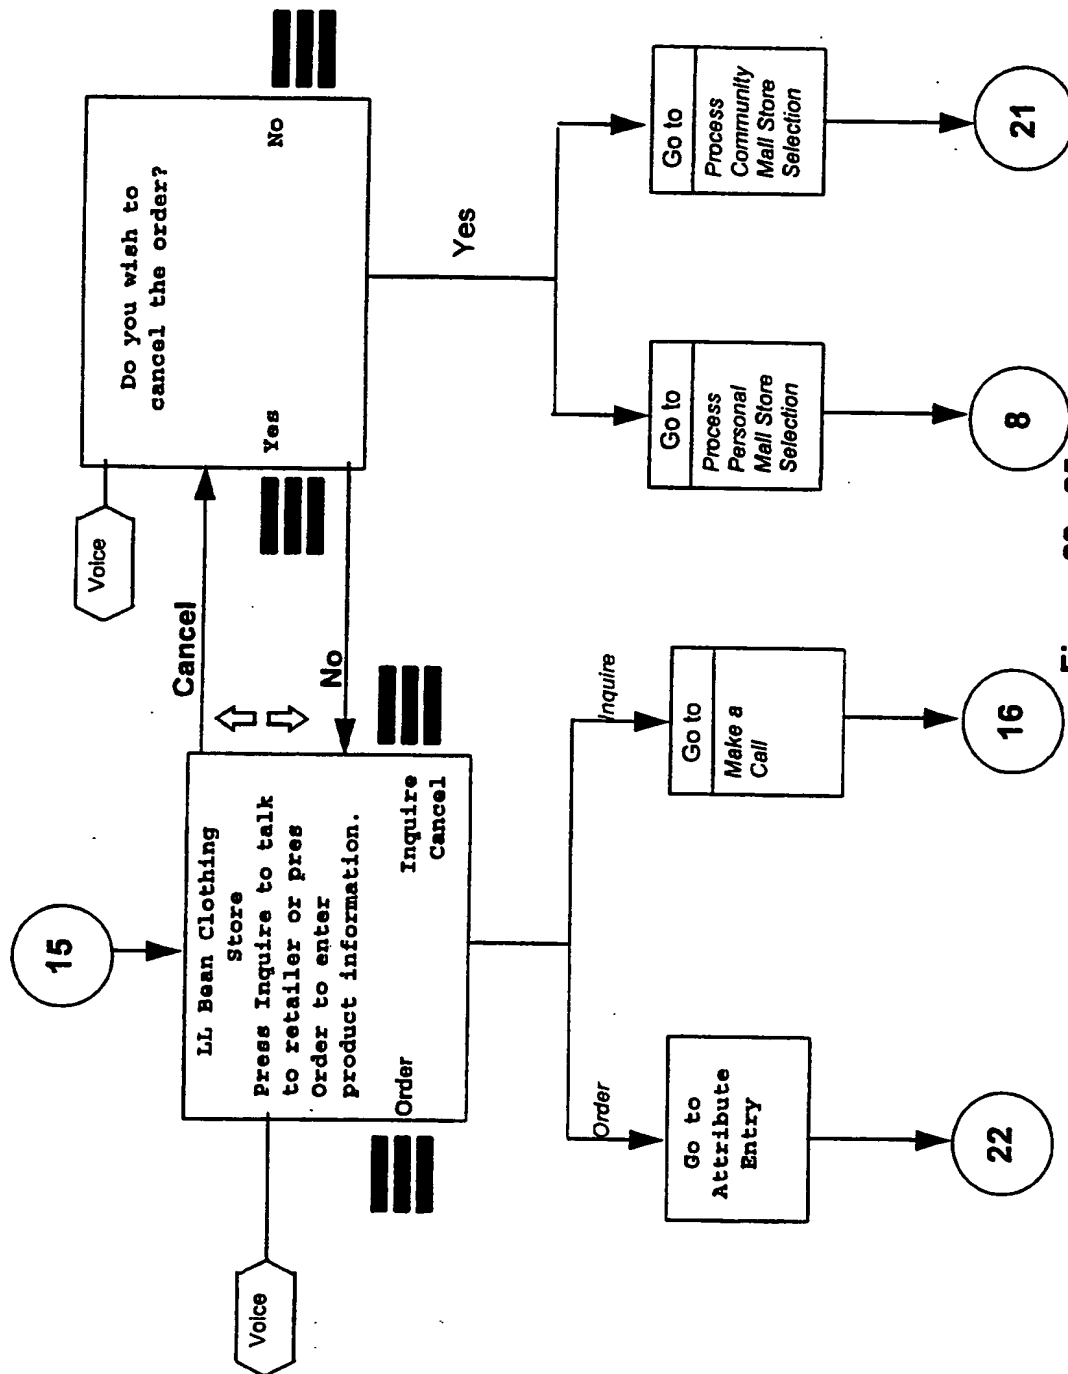 15
Voice
LL Bean Clothing
Store
Press Inquire to talk
to retailer or pres
Order to enter
product information.
Order
Inquire
Cancel
Cancel
No
Voice
Do you wish to
cancel the order?
Yes
No
Yes
Order
Go to
Attribute
Entry
22
Inquire
Go to
Make a
Call
16
Go to
Process
Personal
Mall Store
Selection
8
Go to
Process
Community
Mall Store
Selection
21